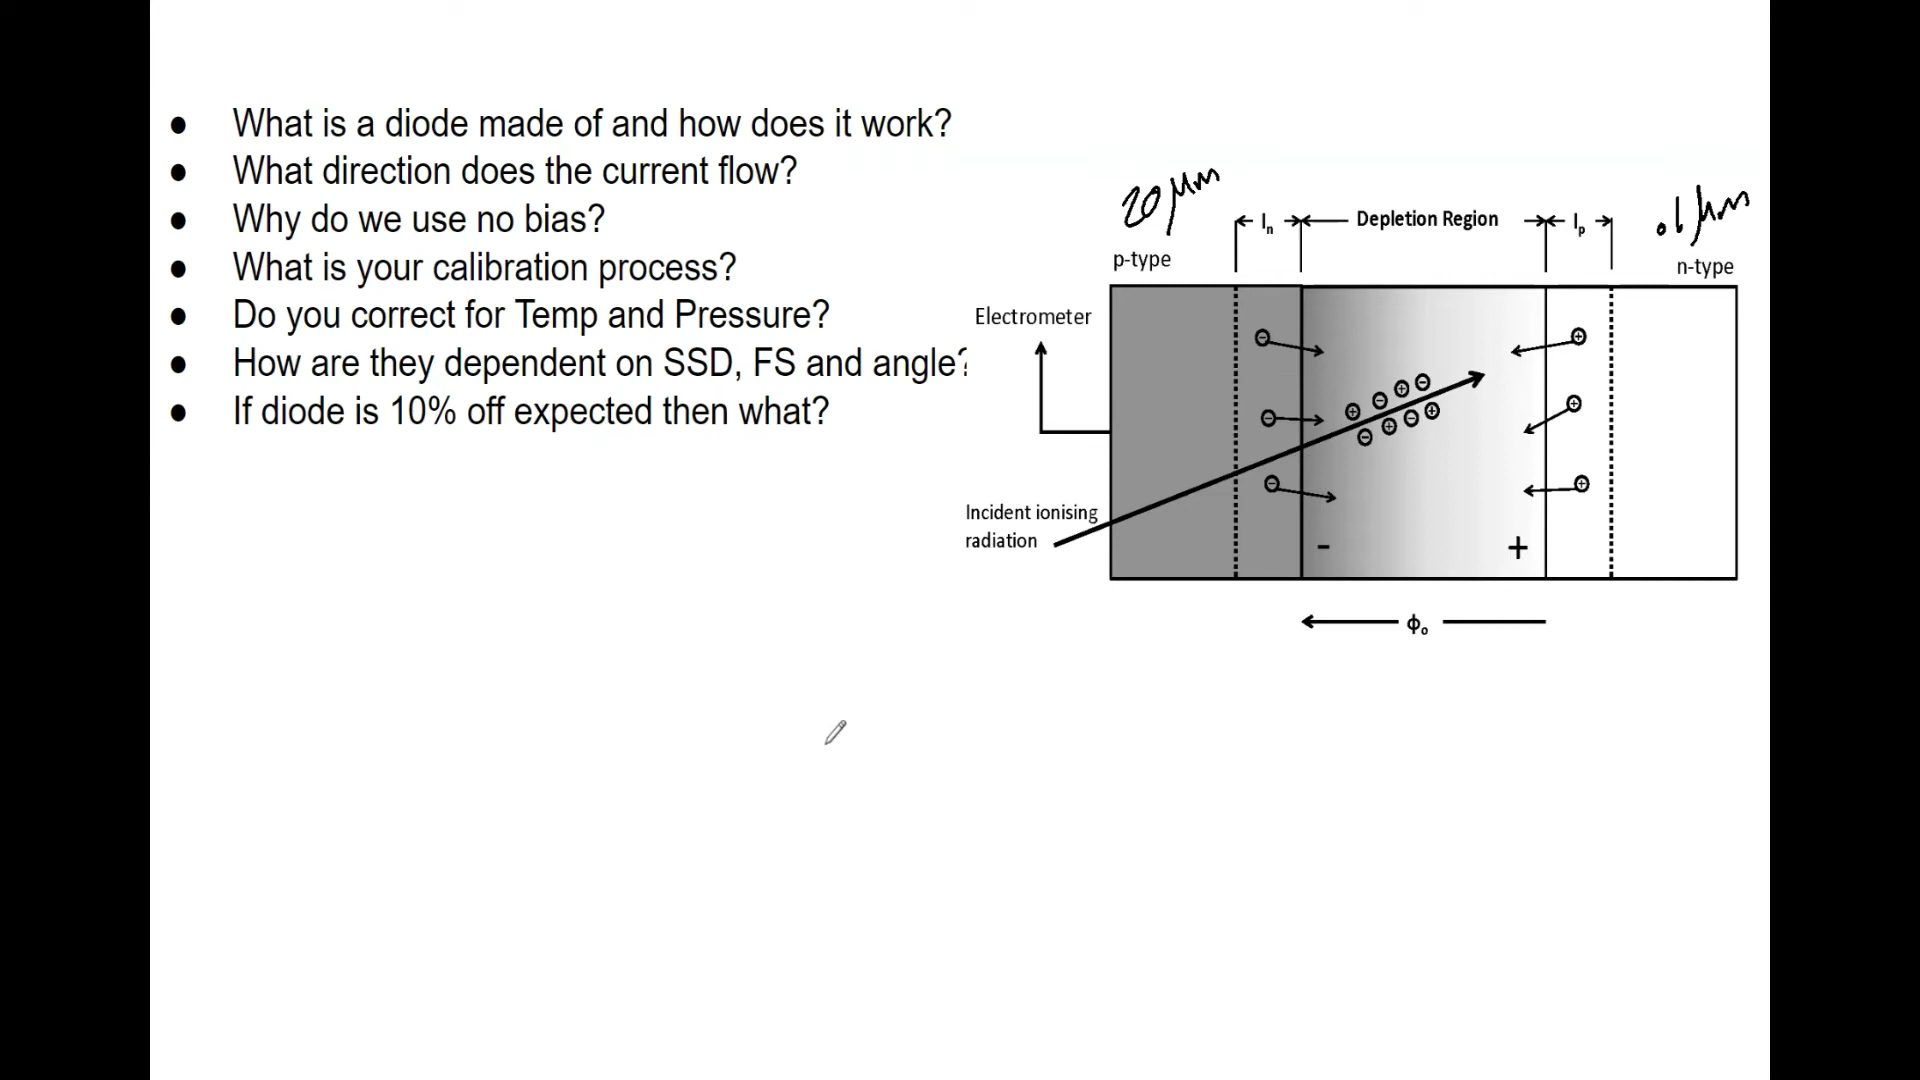 ● What is a diode made of and how does it work?
● What direction does the current flow?
● Why do we use no bias?
● What is your calibration process?
● Do you correct for Temp and Pressure?
● How are they dependent on SSD, FS and angle?
● If diode is 10% off expected then what?
20 μm
.1 μm
lₙ Depletion Region lₚ
p-type
n-type
Electrometer
Incident ionising
radiation
- +
ϕₒ